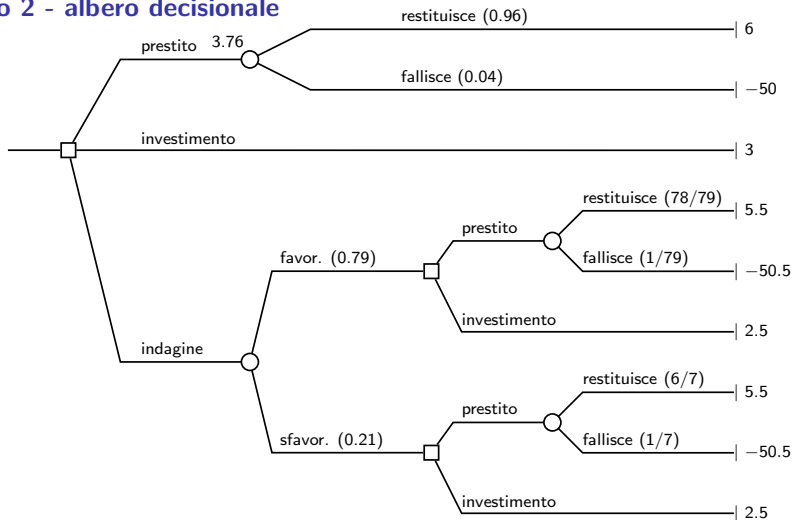 o 2 - albero decisionale
restituisce (0.96)
6
prestito
3.76
fallisce (0.04)
−50
investimento
3
restituisce (78/79)
5.5
prestito
favor. (0.79)
fallisce (1/79)
−50.5
investimento
2.5
indagine
restituisce (6/7)
5.5
prestito
sfavor. (0.21)
fallisce (1/7)
−50.5
investimento
2.5